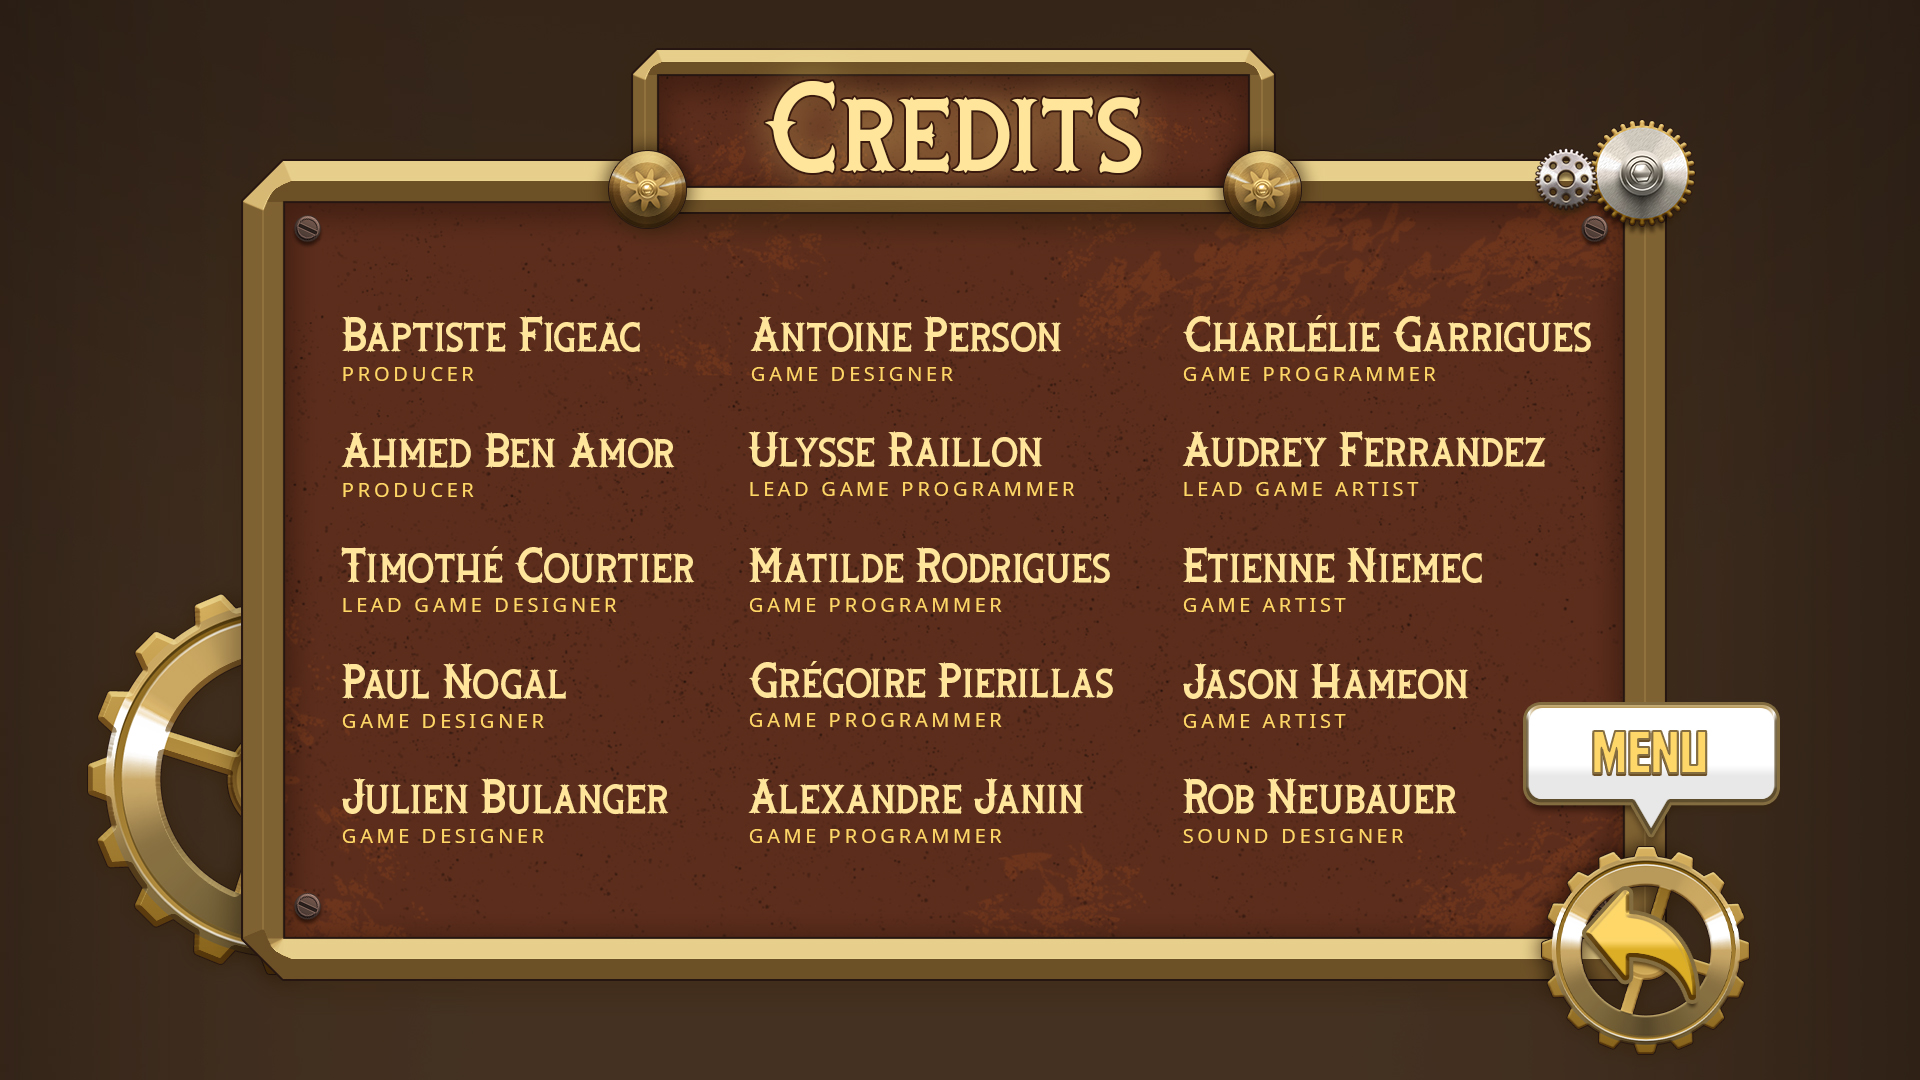 CREDITS
BAPTISTE FIGEAC
PRODUCER
AHMED BEN AMOR
PRODUCER
TIMOTHÉ COURTIER
LEAD GAME DESIGNER
PAUL NOGAL
GAME DESIGNER
JULIEN BULANGER
GAME DESIGNER
ANTOINE PERSON
GAME DESIGNER
ULYSSE RAILLON
LEAD GAME PROGRAMMER
MATILDE RODRIGUES
GAME PROGRAMMER
GRÉGOIRE PIERILLAS
GAME PROGRAMMER
ALEXANDRE JANIN
GAME PROGRAMMER
CHARLÉLIE GARRIGUES
GAME PROGRAMMER
AUDREY FERRANDEZ
LEAD GAME ARTIST
ETIENNE NIEMEC
GAME ARTIST
JASON HAMEON
GAME ARTIST
ROB NEUBAUER
SOUND DESIGNER
MENU